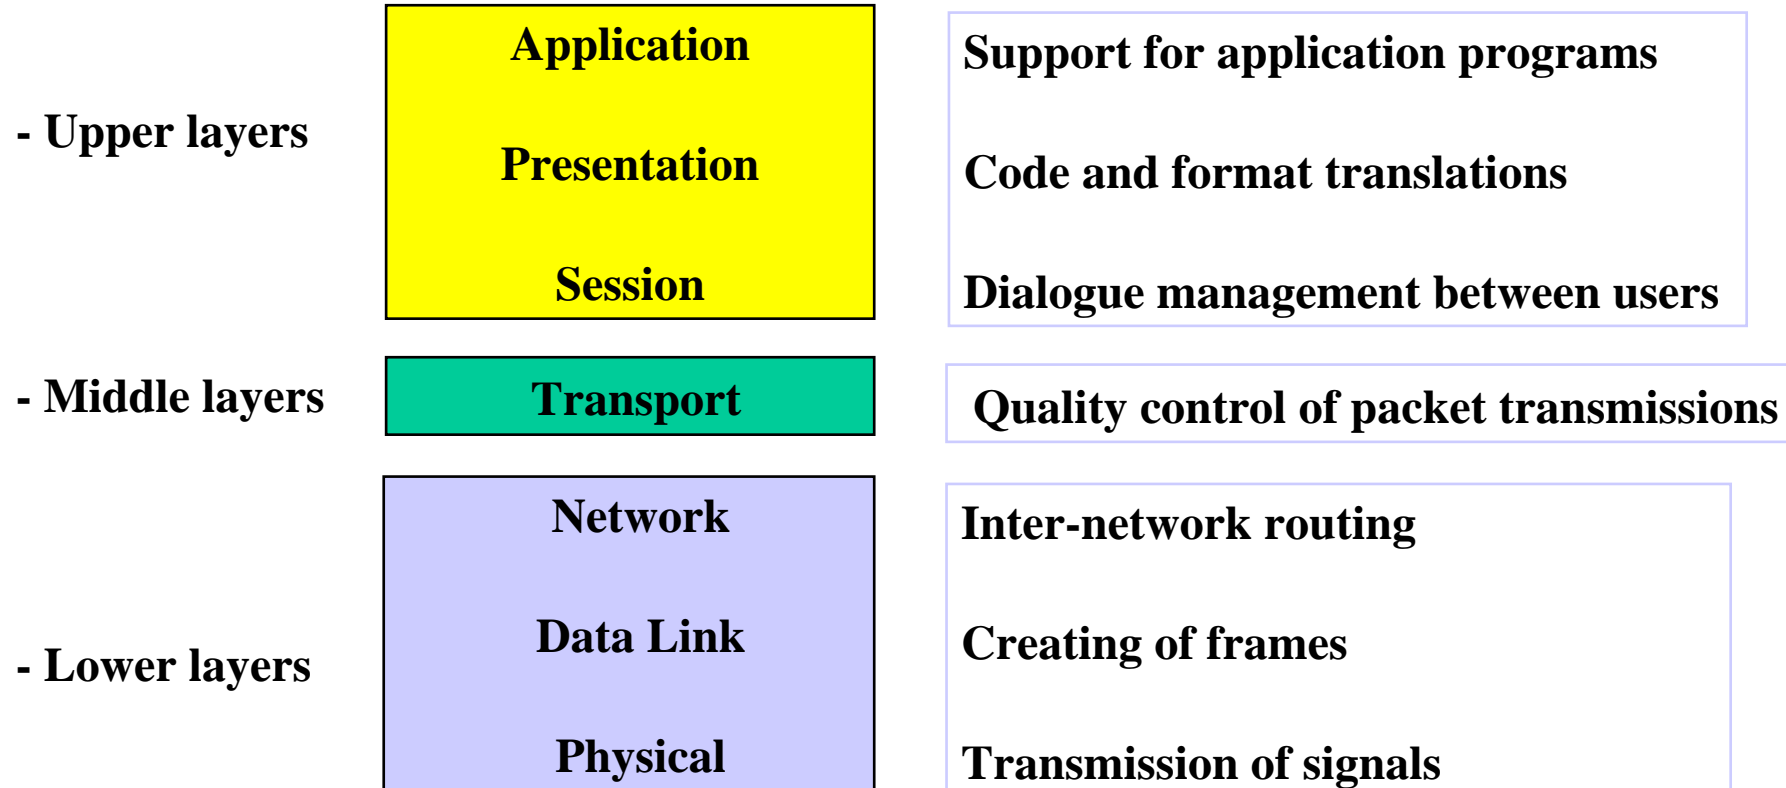 - Upper layers
Application
Support for application programs
Presentation
Code and format translations
Session
Dialogue management between users
- Middle layers
Transport
Quality control of packet transmissions
- Lower layers
Network
Inter-network routing
Data Link
Creating of frames
Physical
Transmission of signals